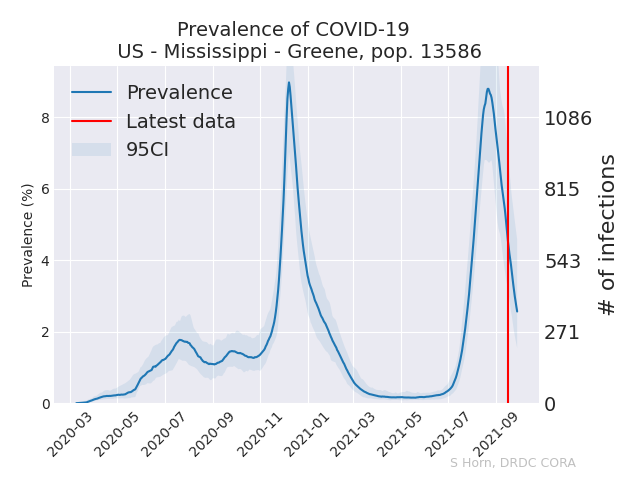 Prevalence of COVID-19
US - Mississippi - Greene, pop. 13586
Prevalence
Latest data
95CI
Prevalence (%)
8
6
4
2
0
1086
815
543
271
0
# of infections
2020-03
2020-05
2020-07
2020-09
2020-11
2021-01
2021-03
2021-05
2021-07
2021-09
S Horn, DRDC CORA